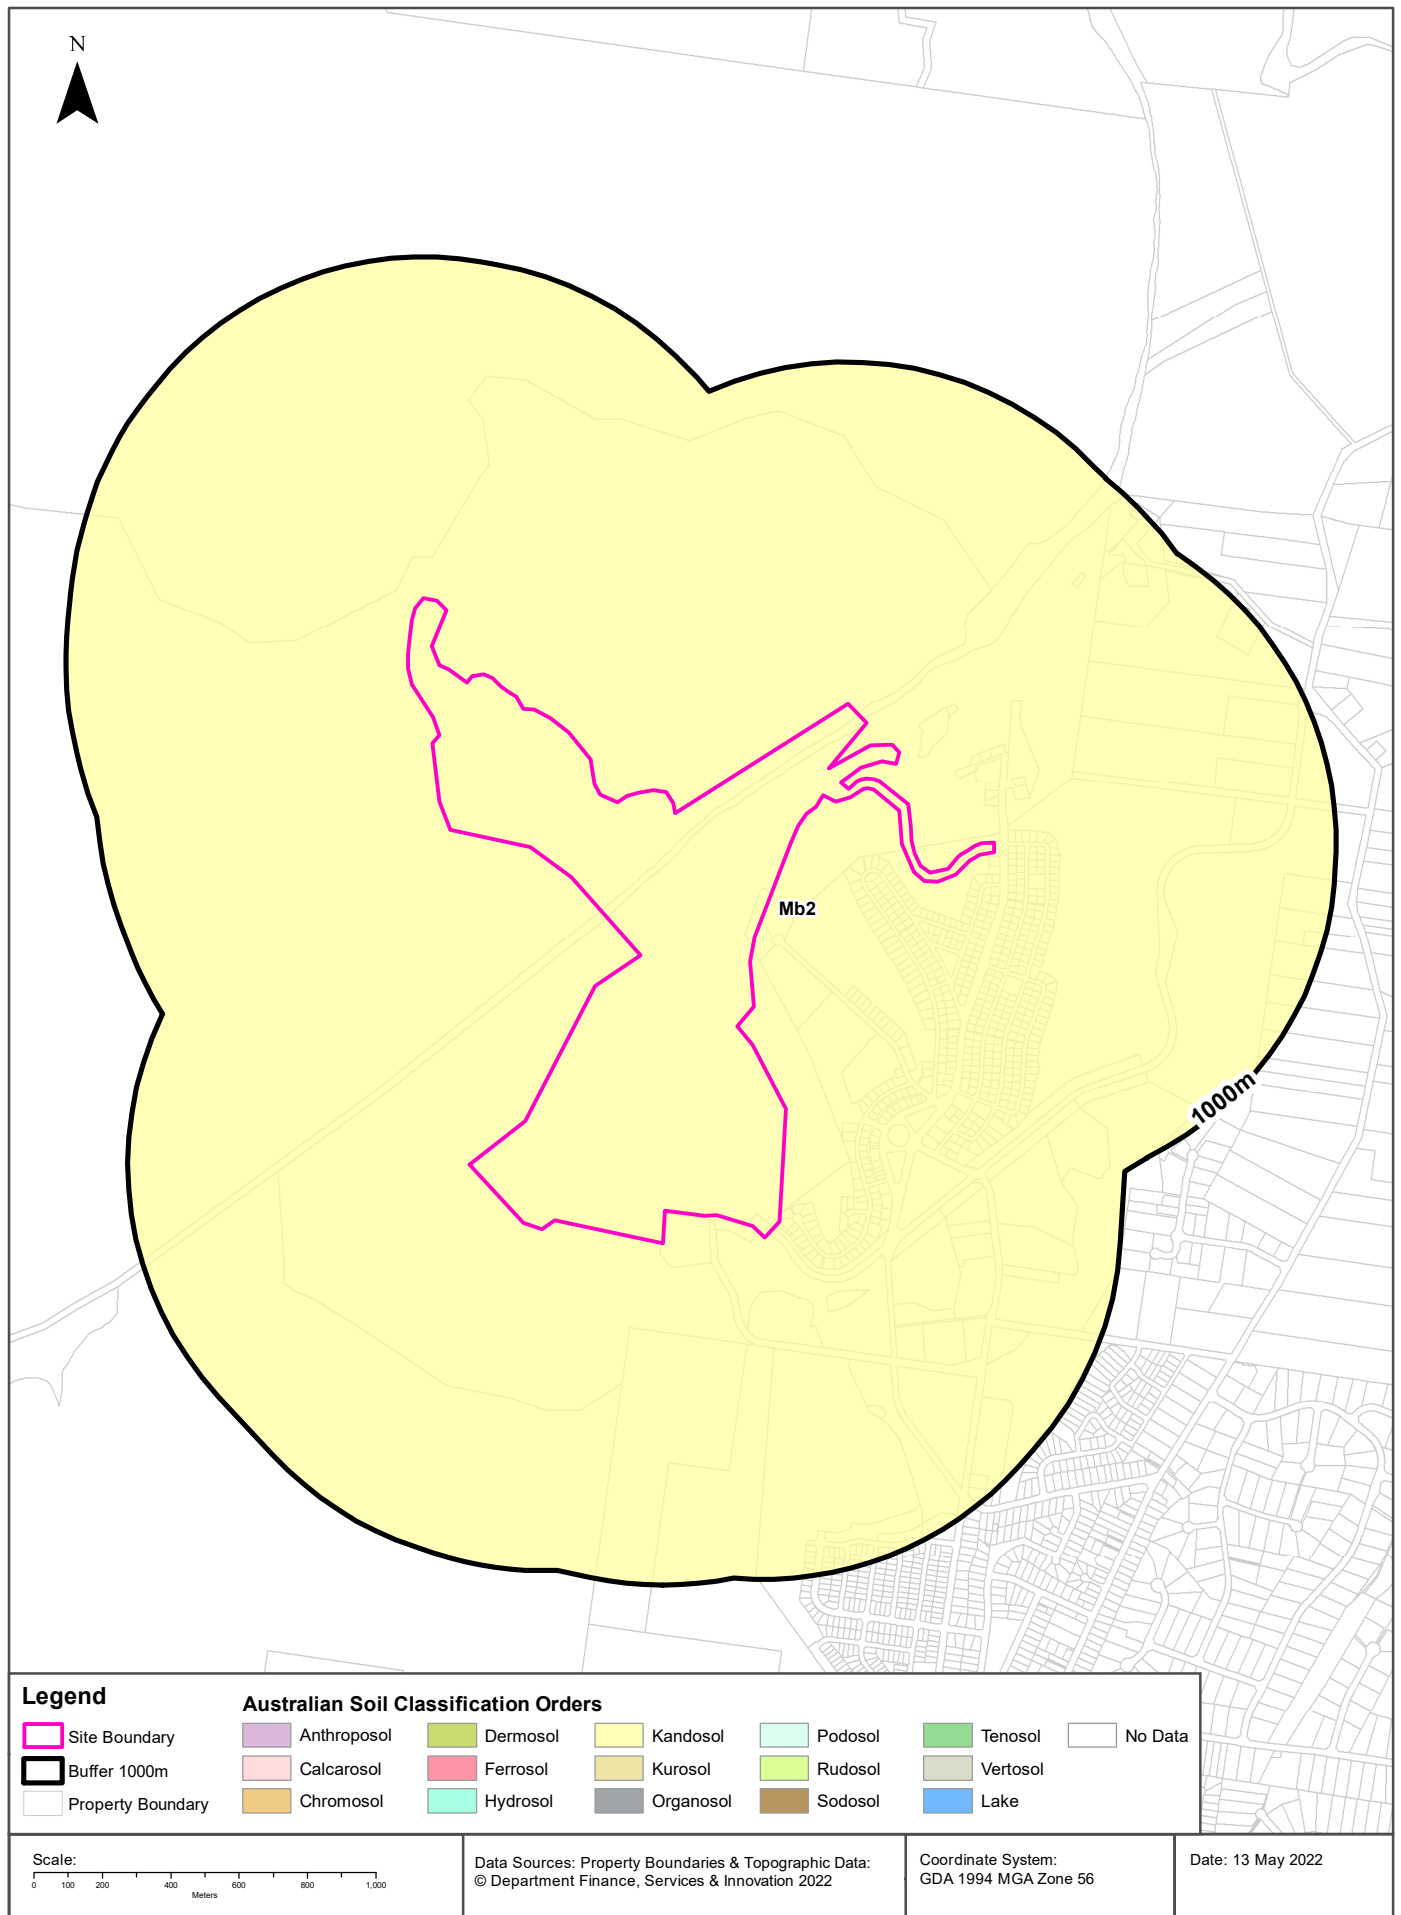 N
Mb2
1000m
Legend
Site Boundary
Buffer 1000m
Property Boundary
Australian Soil Classification Orders
Anthroposol
Calcarosol
Chromosol
Dermosol
Ferrosol
Hydrosol
Kandosol
Kurosol
Organosol
Podosol
Rudosol
Sodosol
Tenosol
Vertosol
Lake
No Data
Scale:
0 100 200 400 600 800 1,000
Meters
Data Sources: Property Boundaries & Topographic Data:
© Department Finance, Services & Innovation 2022
Coordinate System:
GDA 1994 MGA Zone 56
Date: 13 May 2022